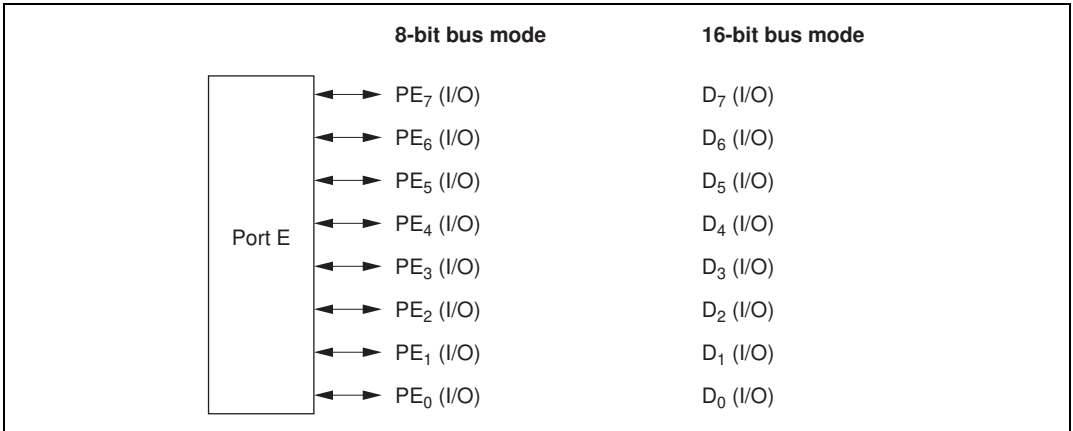 8-bit bus mode 16-bit bus mode
PE₇ (I/O) D₇ (I/O)
PE₆ (I/O) D₆ (I/O)
PE₅ (I/O) D₅ (I/O)
PE₄ (I/O) D₄ (I/O)
Port E
PE₃ (I/O) D₃ (I/O)
PE₂ (I/O) D₂ (I/O)
PE₁ (I/O) D₁ (I/O)
PE₀ (I/O) D₀ (I/O)